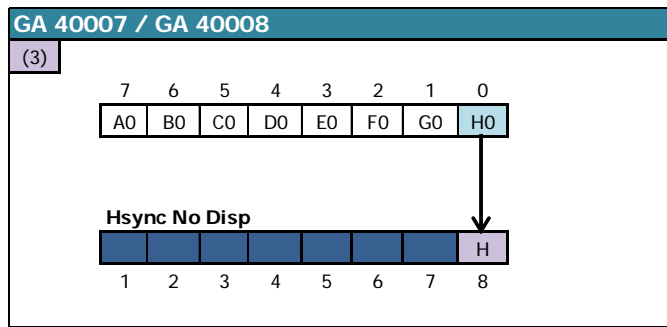 GA 40007 / GA 40008
(3)
7 6 5 4 3 2 1 0
A0 B0 C0 D0 E0 F0 G0 H0
Hsync No Disp
H
1 2 3 4 5 6 7 8